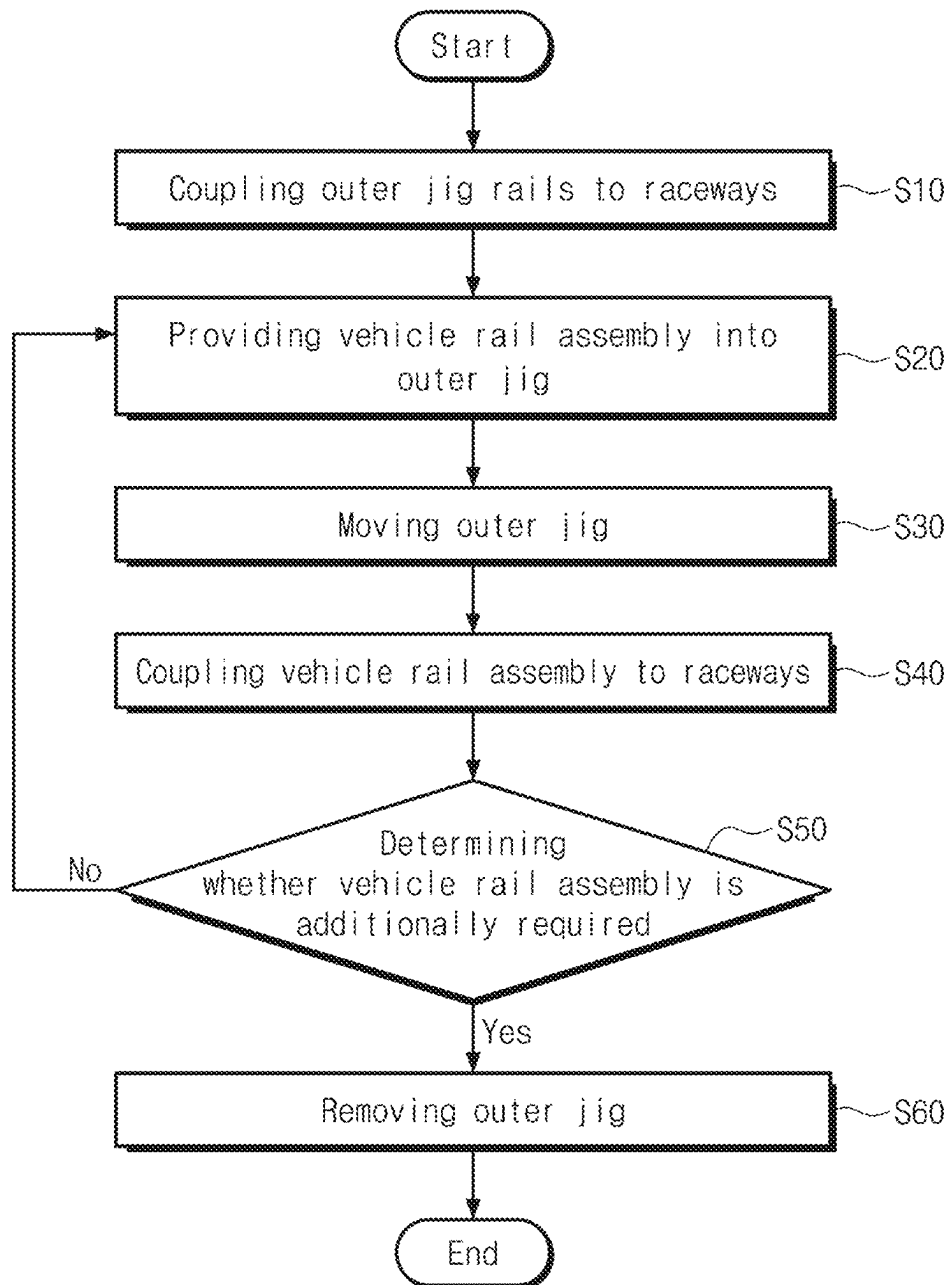 Start
Coupling outer jig rails to raceways
S10
Providing vehicle rail assembly into
outer jig
S20
Moving outer jig
S30
Coupling vehicle rail assembly to raceways
S40
Determining
whether vehicle rail assembly is
additionally required
S50
No
Yes
Removing outer jig
S60
End